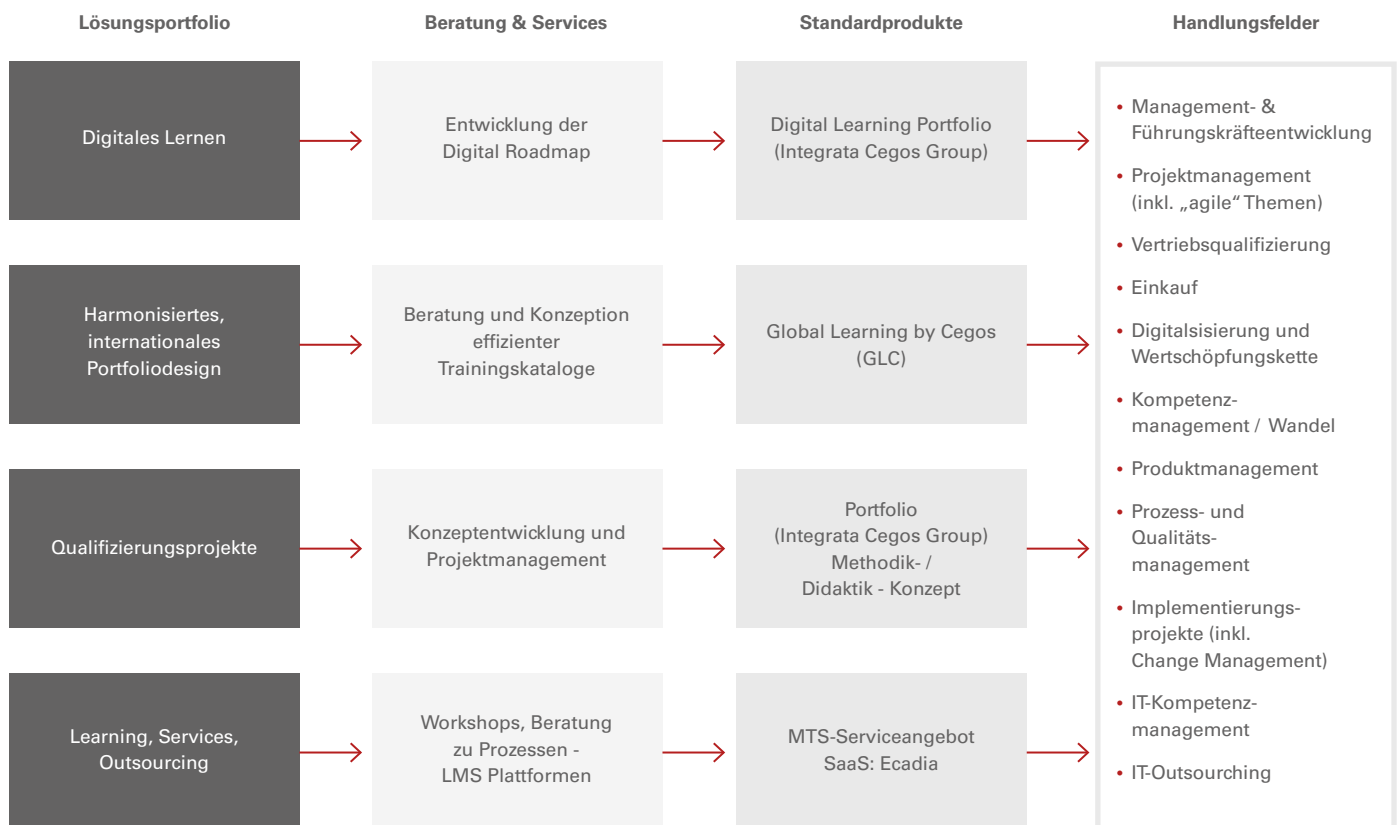 Lösungsportfolio
Beratung & Services
Standardprodukte
Handlungsfelder
Digitales Lernen
Entwicklung der
Digital Roadmap
Digital Learning Portfolio
(Integrata Cegos Group)
Harmonisiertes,
internationales
Portfoliodesign
Beratung und Konzeption
effizienter
Trainingskataloge
Global Learning by Cegos
(GLC)
Qualifizierungsprojekte
Konzeptentwicklung und
Projektmanagement
Portfolio
(Integrata Cegos Group)
Methodik- /
Didaktik - Konzept
Learning, Services,
Outsourcing
Workshops, Beratung
zu Prozessen -
LMS Plattformen
MTS-Serviceangebot
SaaS: Ecadia
• Management- &
Führungskräfteentwicklung
• Projektmanagement
(inkl. „agile“ Themen)
• Vertriebsqualifizierung
• Einkauf
• Digitalsisierung und
Wertschöpfungskette
• Kompetenz-
management / Wandel
• Produktmanagement
• Prozess- und
Qualitäts-
management
• Implementierungs-
projekte (inkl.
Change Management)
• IT-Kompetenz-
management
• IT-Outsourching